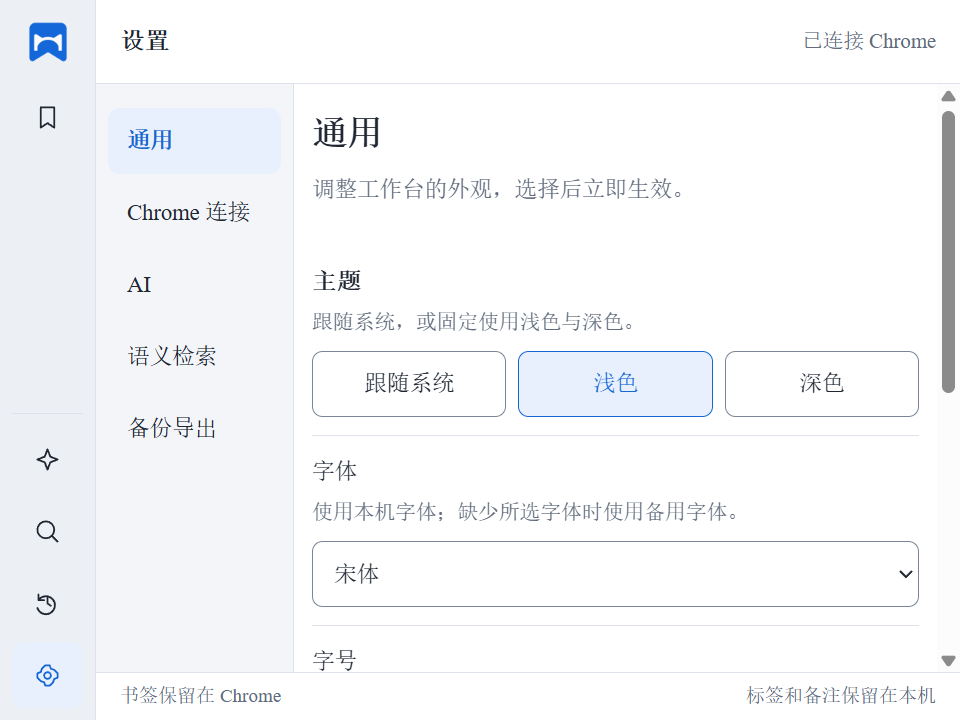 设置
已连接 Chrome
通用
Chrome 连接
AI
语义检索
备份导出
通用
调整工作台的外观，选择后立即生效。
主题
跟随系统，或固定使用浅色与深色。
跟随系统
浅色
深色
字体
使用本机字体；缺少所选字体时使用备用字体。
宋体
字号
书签保留在 Chrome
标签和备注保留在本机